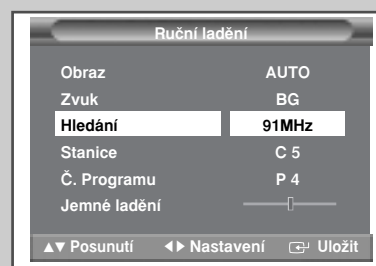 Ruční ladění
Obraz AUTO
Zvuk BG
Hledání 91MHz
Stanice C 5
Č. Programu P 4
Jemné ladění
▲▼ Posunutí ◀▶ Nastavení Uložit